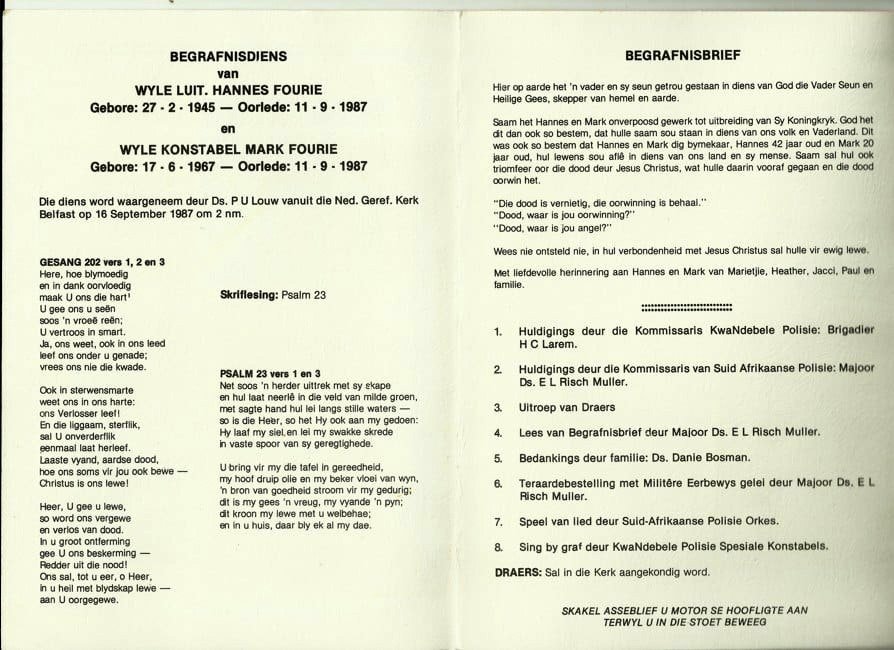 BEGRAFNISDIENS
van
WYLE LUIT. HANNES FOURIE
Gebore: 27 - 2 - 1945 — Oorlede: 11 - 9 - 1987
en
WYLE KONSTABEL MARK FOURIE
Gebore: 17 - 6 - 1967 — Oorlede: 11 - 9 - 1987
Die diens word waargeneem deur Ds. P U Louw vanuit die Ned. Geref. Kerk
Belfast op 16 September 1987 om 2 nm.
GESANG 202 vers 1, 2 en 3
Here, hoe blymoedig
en in dank oorvloedig
maak U ons die hart!
U gee ons u seën
soos 'n vroeë reën;
U vertroos in smart.
Ja, ons weet, ook in ons leed
leef ons onder u genade;
vrees ons nie die kwade.
Ook in sterwensmarte
weet ons in ons harte:
ons Verlosser leef!
En die liggaam, sterflik,
sal U onverderflik
eenmaal laat herleef.
Laaste vyand, aardse dood,
hoe ons soms vir jou ook bewe —
Christus is ons lewe!
Heer, U gee u lewe,
so word ons vergewe
en verlos van dood.
In u groot ontferming
gee U ons beskerming —
Redder uit die nood!
Ons sal, tot u eer, o Heer,
in u heil met blydskap lewe —
aan U oorgegewe.
Skriflesing: Psalm 23
PSALM 23 vers 1 en 3
Net soos 'n herder uittrek met sy skape
en hul laat neerlê in die veld van milde groen,
met sagte hand hul lei langs stille waters —
so is die Heer, so het Hy ook aan my gedoen:
Hy laaf my siel,en lei my swakke skrede
in vaste spoor van sy geregtighede.
U bring vir my die tafel in gereedheid,
my hoof druip olie en my beker vloei van wyn,
'n bron van goedheid stroom vir my gedurig;
dit is my gees 'n vreug, my vyande 'n pyn;
dit kroon my lewe met u welbehae;
en in u huis, daar bly ek al my dae.
BEGRAFNISBRIEF
Hier op aarde het 'n vader en sy seun getrou gestaan in diens van God die Vader Seun en
Heilige Gees, skepper van hemel en aarde.
Saam het Hannes en Mark onverpoosd gewerk tot uitbreiding van Sy Koningkryk. God het
dit dan ook so bestem, dat hulle saam sou staan in diens van ons volk en Vaderland. Dit
was ook so bestem dat Hannes en Mark dig bymekaar, Hannes 42 jaar oud en Mark 20
jaar oud, hul lewens sou aflê in diens van ons land en sy mense. Saam sal hul ook
triomfeer oor die dood deur Jesus Christus, wat hulle daarin vooraf gegaan en die dood
oorwin het.
"Die dood is vernietig, die oorwinning is behaal."
"Dood, waar is jou oorwinning?"
"Dood, waar is jou angel?"
Wees nie ontsteld nie, in hul verbondenheid met Jesus Christus sal hulle vir ewig lewe.
Met liefdevolle herinnering aan Hannes en Mark van Marietjie, Heather, Jacci, Paul en
familie.
1. Huldigings deur die Kommissaris KwaNdebele Polisie: Brigadier
H C Larem.
2. Huldigings deur die Kommissaris van Suid Afrikaanse Polisie: Majoor
Ds. E L Risch Muller.
3. Uitroep van Draers
4. Lees van Begrafnisbrief deur Majoor Ds. E L Risch Muller.
5. Bedankings deur familie: Ds. Danie Bosman.
6. Teraardebestelling met Militêre Eerbewys gelei deur Majoor Ds. E L
Risch Muller.
7. Speel van lied deur Suid-Afrikaanse Polisie Orkes.
8. Sing by graf deur KwaNdebele Polisie Spesiale Konstabels.
DRAERS: Sal in die Kerk aangekondig word.
SKAKEL ASSEBLIEF U MOTOR SE HOOFLIGTE AAN
TERWYL U IN DIE STOET BEWEEG